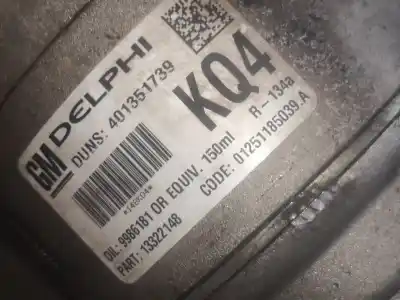 GM DELPHI
DUNS: 401351739
KQ4
R-134a
OIL: 9986181 OR EQUIV. 150ml
PART: 13322148
CODE: 01251185039.A